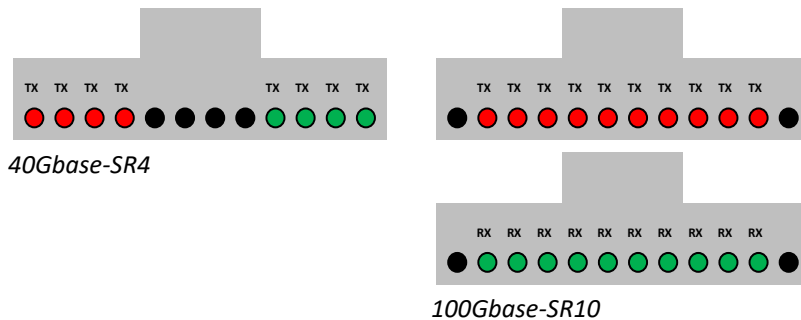 TX TX TX TX TX TX TX TX
40Gbase-SR4
TX TX TX TX TX TX TX TX TX TX
RX RX RX RX RX RX RX RX RX RX
100Gbase-SR10